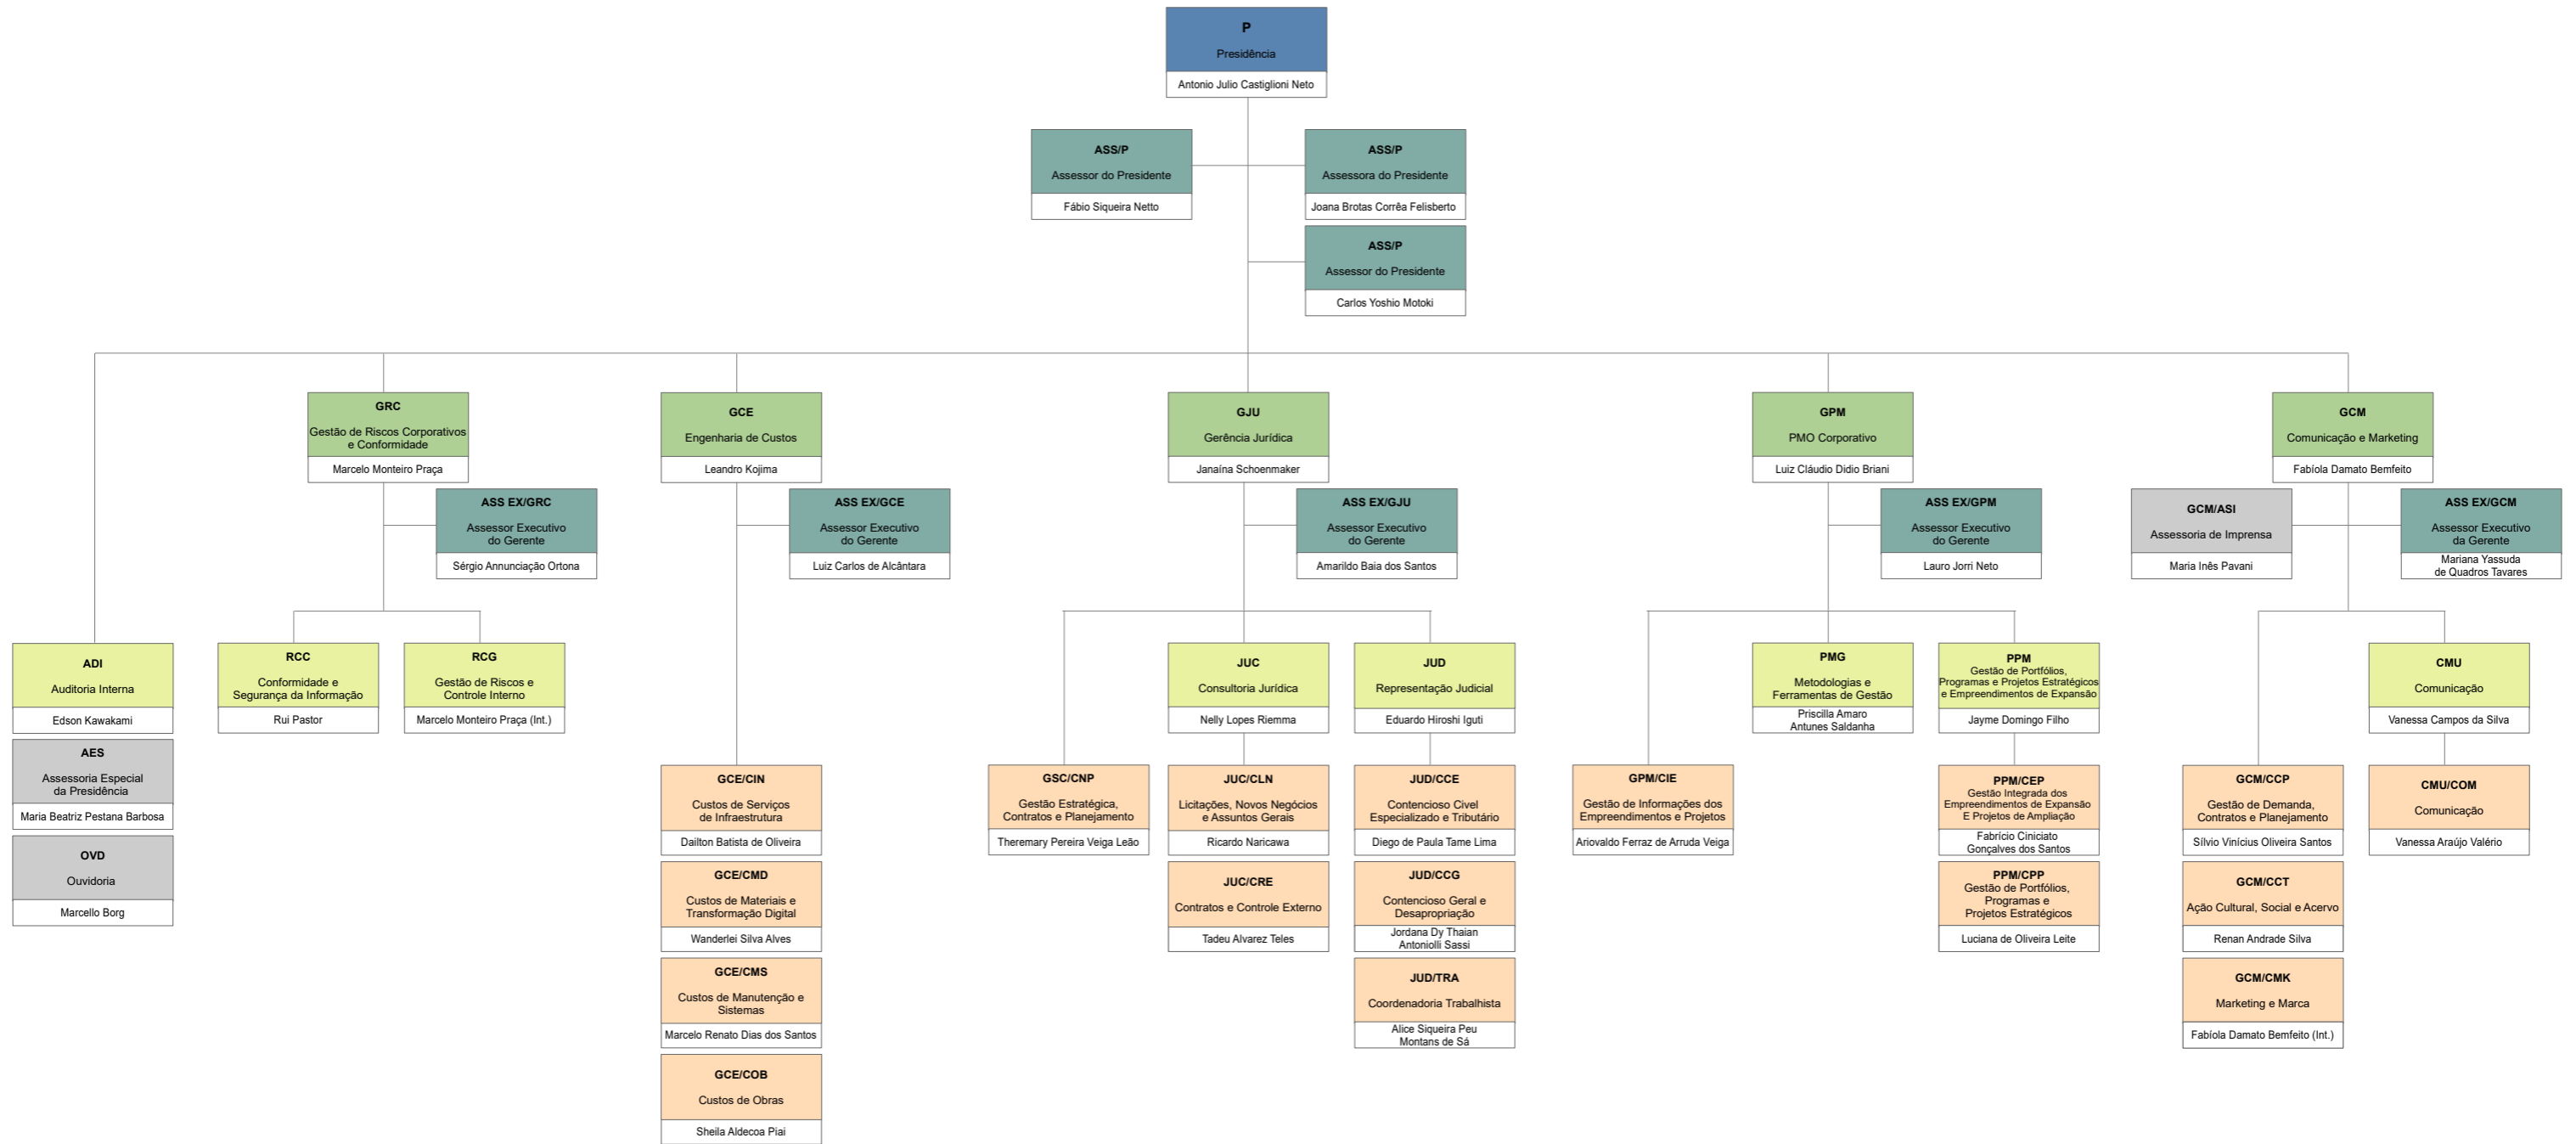 P
Presidência
Antonio Julio Castiglioni Neto
ASS/P
Assessor do Presidente
Fábio Siqueira Netto
ASS/P
Assessora do Presidente
Joana Brotas Corrêa Felisberto
ASS/P
Assessor do Presidente
Carlos Yoshio Motoki
GRC
Gestão de Riscos Corporativos
e Conformidade
Marcelo Monteiro Praça
GCE
Engenharia de Custos
Leandro Kojima
GJU
Gerência Jurídica
Janaína Schoenmaker
GPM
PMO Corporativo
Luiz Cláudio Didio Briani
GCM
Comunicação e Marketing
Fabíola Damato Bemfeito
ASS EX/GRC
Assessor Executivo
do Gerente
Sérgio Annunciação Ortona
ASS EX/GCE
Assessor Executivo
do Gerente
Luiz Carlos de Alcântara
ASS EX/GJU
Assessor Executivo
do Gerente
Amarildo Baia dos Santos
ASS EX/GPM
Assessor Executivo
do Gerente
Lauro Jorri Neto
GCM/ASI
Assessoria de Imprensa
Maria Inês Pavani
ASS EX/GCM
Assessor Executivo
da Gerente
Mariana Yassuda
de Quadros Tavares
ADI
Auditoria Interna
Edson Kawakami
RCC
Conformidade e
Segurança da Informação
Rui Pastor
RCG
Gestão de Riscos e
Controle Interno
Marcelo Monteiro Praça (Int.)
JUC
Consultoria Jurídica
Nelly Lopes Riemma
JUD
Representação Judicial
Eduardo Hiroshi Iguti
PMG
Metodologias e
Ferramentas de Gestão
Priscilla Amaro
Antunes Saldanha
PPM
Gestão de Portfólios,
Programas e Projetos Estratégicos
e Empreendimentos de Expansão
Jayme Domingo Filho
CMU
Comunicação
Vanessa Campos da Silva
AES
Assessoria Especial
da Presidência
Maria Beatriz Pestana Barbosa
OVD
Ouvidoria
Marcello Borg
GCE/CIN
Custos de Serviços
de Infraestrutura
Dailton Batista de Oliveira
GCE/CMD
Custos de Materiais e
Transformação Digital
Wanderlei Silva Alves
GCE/CMS
Custos de Manutenção e
Sistemas
Marcelo Renato Dias dos Santos
GCE/COB
Custos de Obras
Sheila Aldecoa Piai
GSC/CNP
Gestão Estratégica,
Contratos e Planejamento
Theremary Pereira Veiga Leão
JUC/CLN
Licitações, Novos Negócios
e Assuntos Gerais
Ricardo Naricawa
JUC/CRE
Contratos e Controle Externo
Tadeu Alvarez Teles
JUD/CCE
Contencioso Civel
Especializado e Tributário
Diego de Paula Tame Lima
JUD/CCG
Contencioso Geral e
Desapropriação
Jordana Dy Thaian
Antoniolli Sassi
JUD/TRA
Coordenadoria Trabalhista
Alice Siqueira Peu
Montans de Sá
GPM/CIE
Gestão de Informações dos
Empreendimentos e Projetos
Ariovaldo Ferraz de Arruda Veiga
PPM/CEP
Gestão Integrada dos
Empreendimentos de Expansão
E Projetos de Ampliação
Fabrício Ciniciato
Gonçalves dos Santos
PPM/CPP
Gestão de Portfólios,
Programas e
Projetos Estratégicos
Luciana de Oliveira Leite
GCM/CCP
Gestão de Demanda,
Contratos e Planejamento
Sílvio Vinícius Oliveira Santos
GCM/CCT
Ação Cultural, Social e Acervo
Renan Andrade Silva
GCM/CMK
Marketing e Marca
Fabíola Damato Bemfeito (Int.)
CMU/COM
Comunicação
Vanessa Araújo Valério